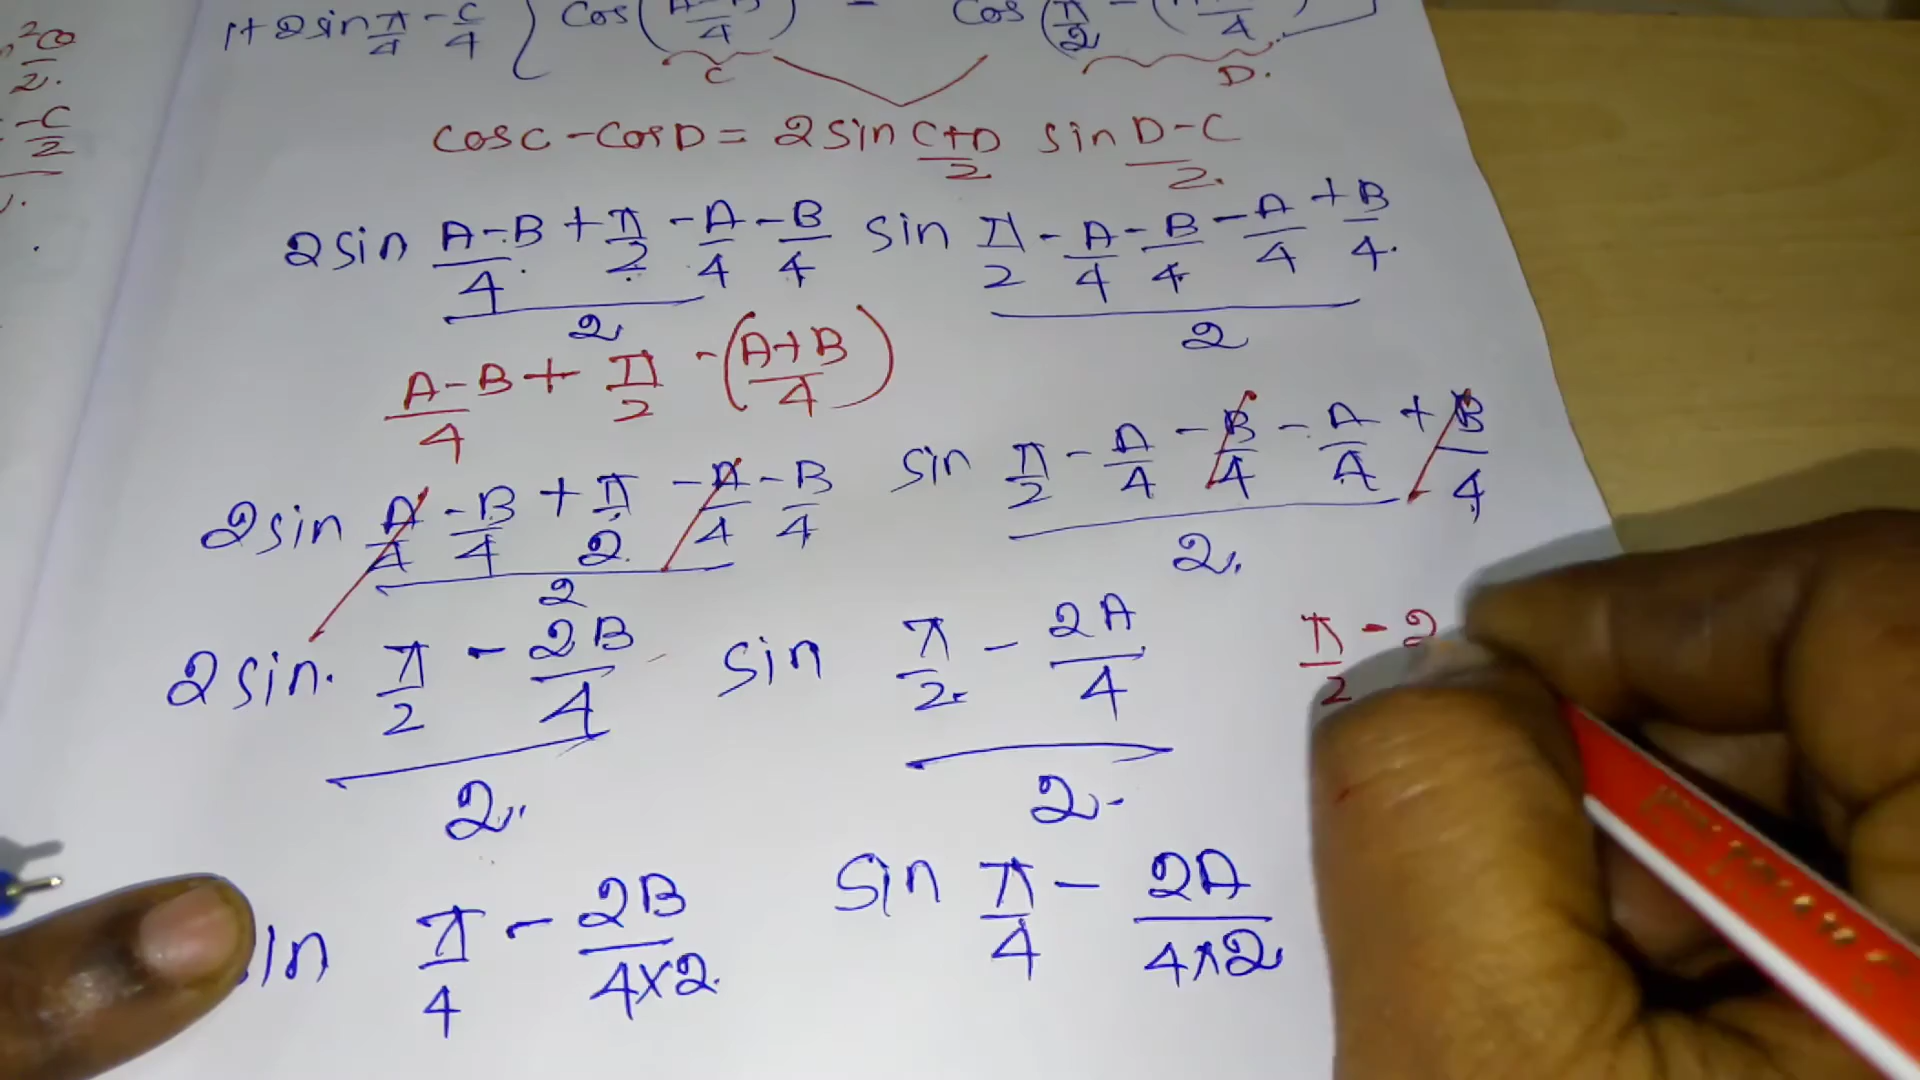 1+2sin π/4 - C/4 { cos(A-B/4) - cos(π/2 - (
C D.
cosC - cosD = 2sin C+D/2 sin D-C/2.
2sin A-B/4 + π/2 - A/4 - B/4 / 2 sin π/2 - A/4 - B/4 - A/4 + B/4 / 2
A-B/4 + π/2 - (A+B/4)
2sin A/4 - B/4 + π/2 - A/4 - B/4 / 2 sin π/2 - A/4 - B/4 - A/4 + B/4 / 2.
2sin. π/2 - 2B/4 / 2. sin π/2 - 2A/4 / 2. π/2 - 2
in π/4 - 2B/4×2. sin π/4 - 2A/4×2